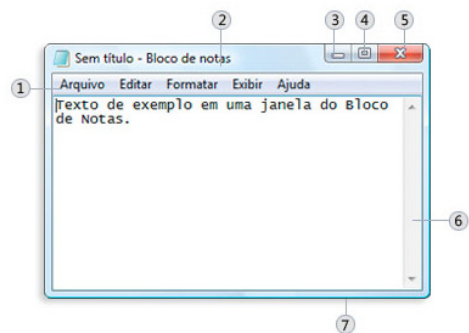 2 3 4 5
Sem título - Bloco de notas
1
Arquivo Editar Formatar Exibir Ajuda
Texto de exemplo em uma janela do Bloco
de Notas.
6
7